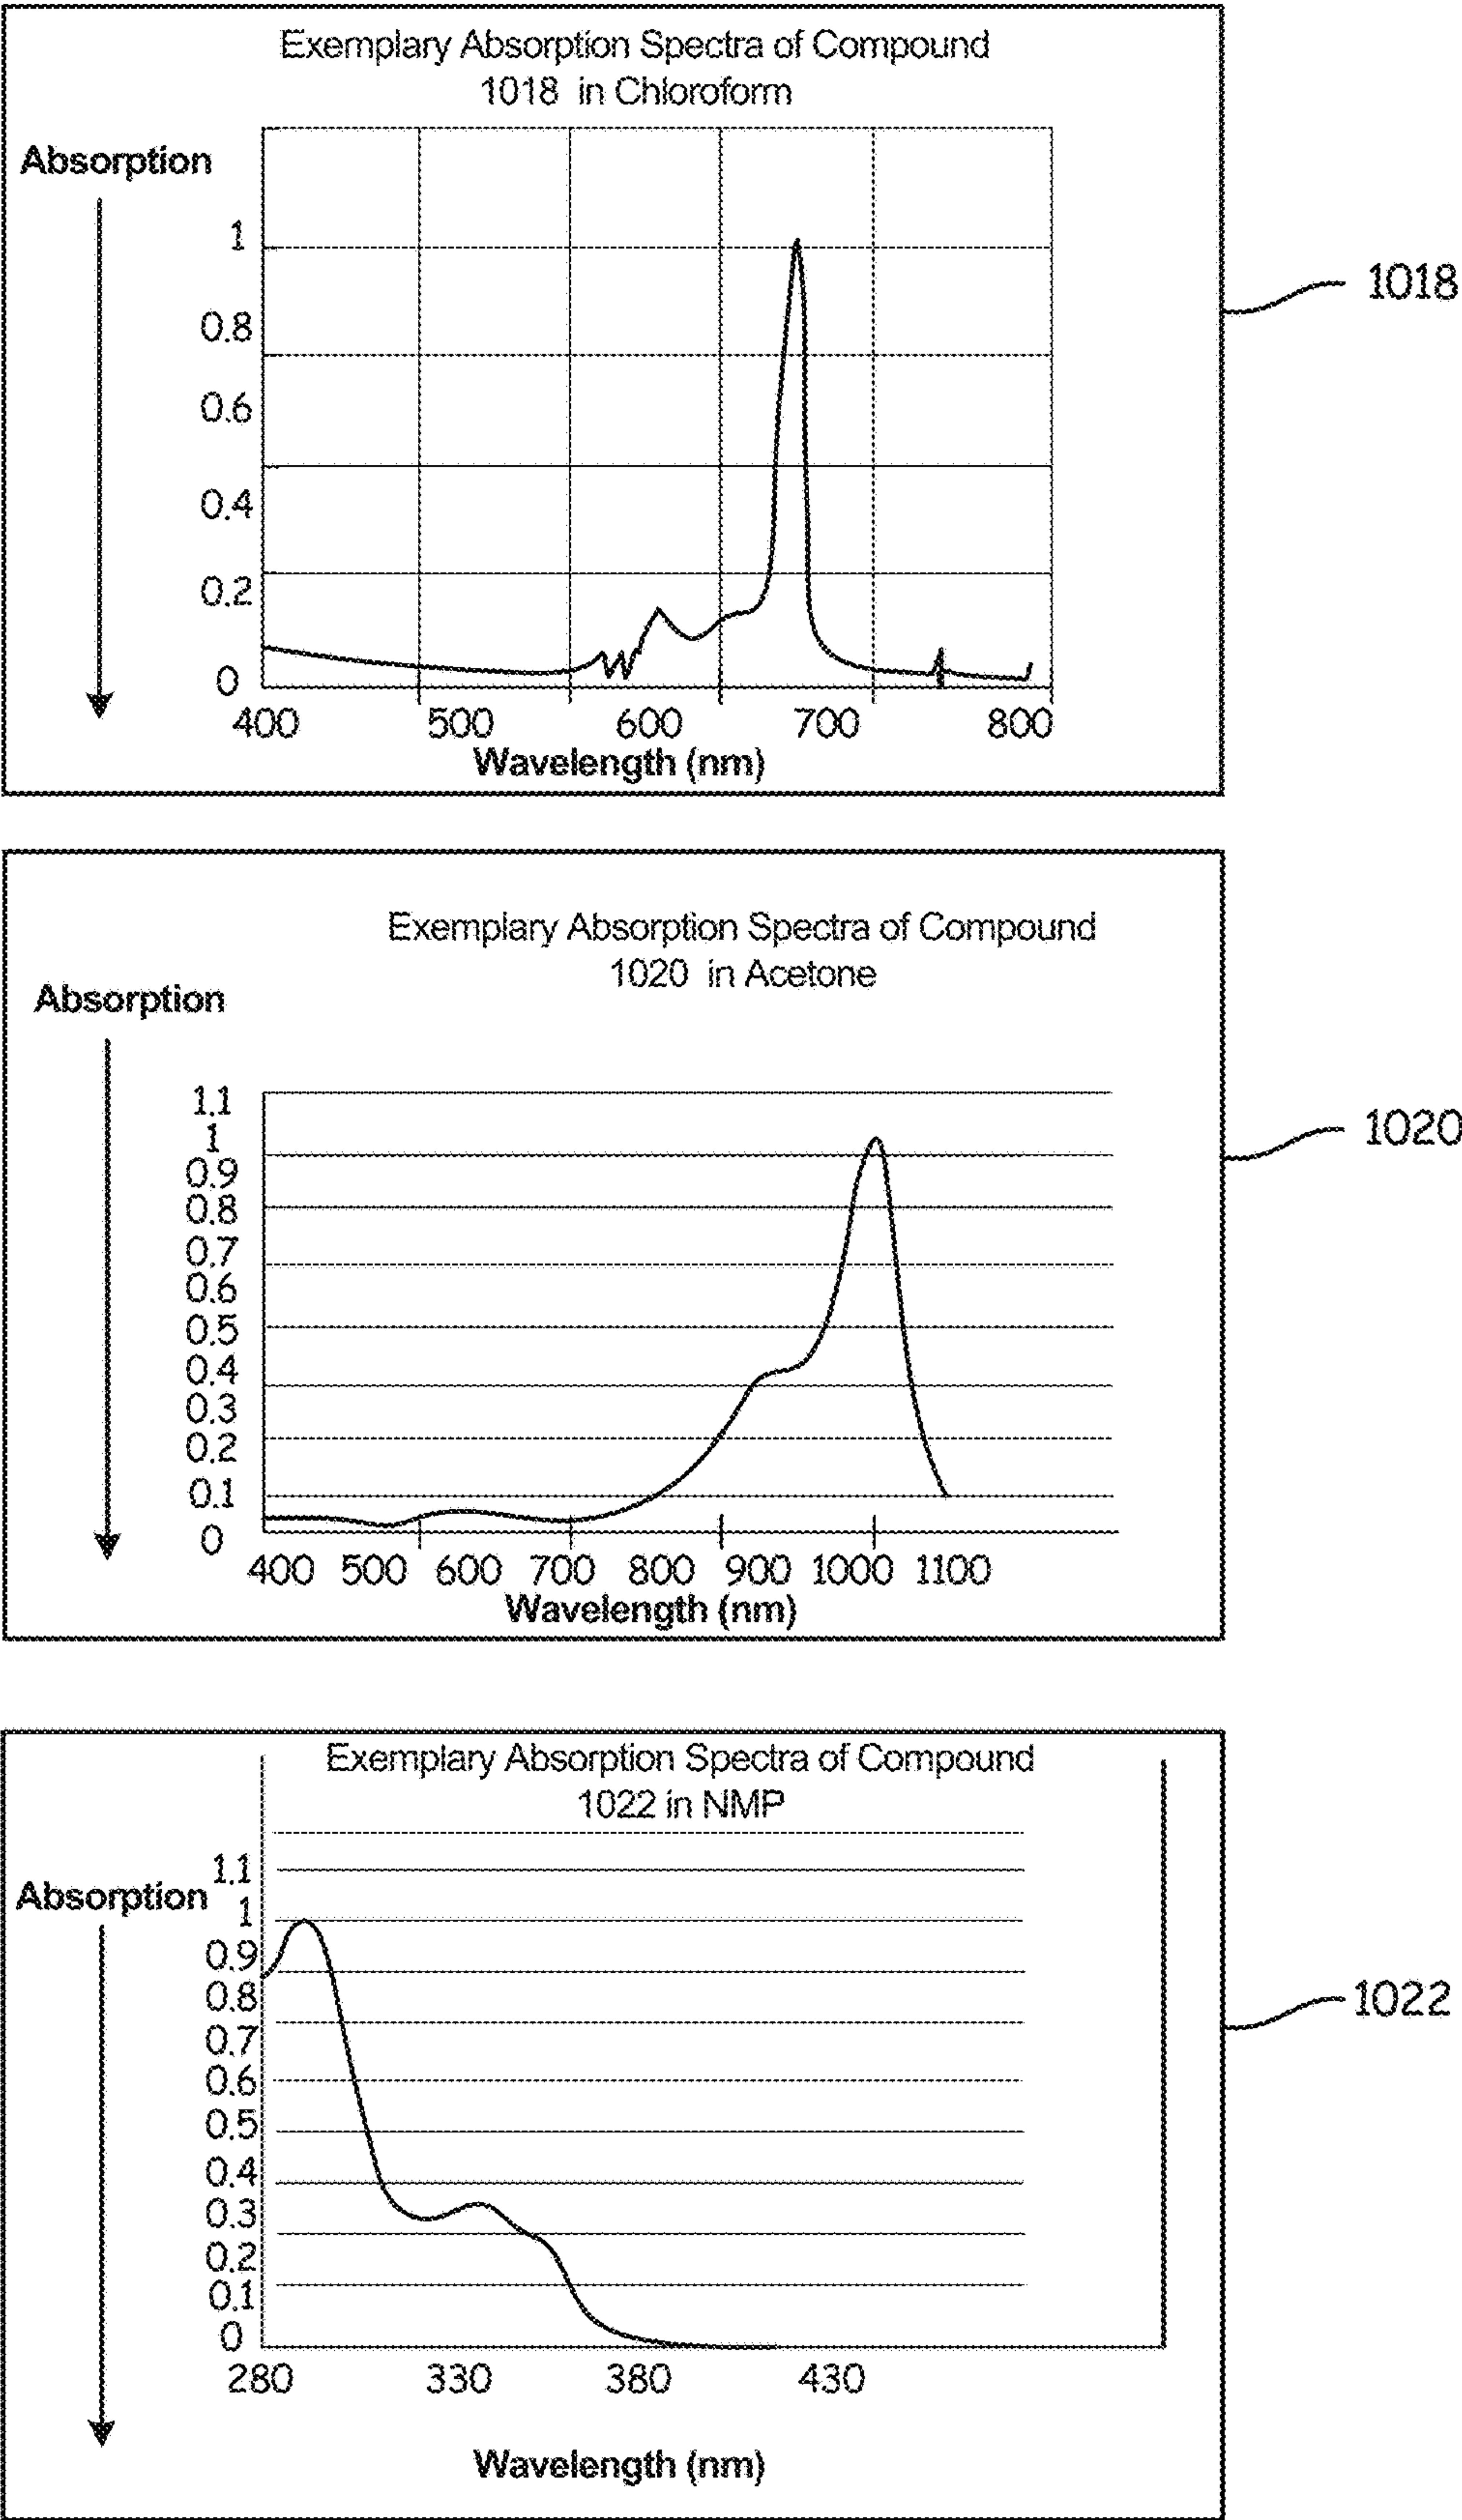 Exemplary Absorption Spectra of Compound
1018 in Chloroform
Absorption
1
0.8
0.6
0.4
0.2
0
400 500 600 700 800
Wavelength (nm)
1018
Exemplary Absorption Spectra of Compound
1020 in Acetone
Absorption
1.1
1
0.9
0.8
0.7
0.6
0.5
0.4
0.3
0.2
0.1
0
400 500 600 700 800 900 1000 1100
Wavelength (nm)
1020
Exemplary Absorption Spectra of Compound
1022 in NMP
Absorption
1.1
1
0.9
0.8
0.7
0.6
0.5
0.4
0.3
0.2
0.1
0
280 330 380 430
Wavelength (nm)
1022